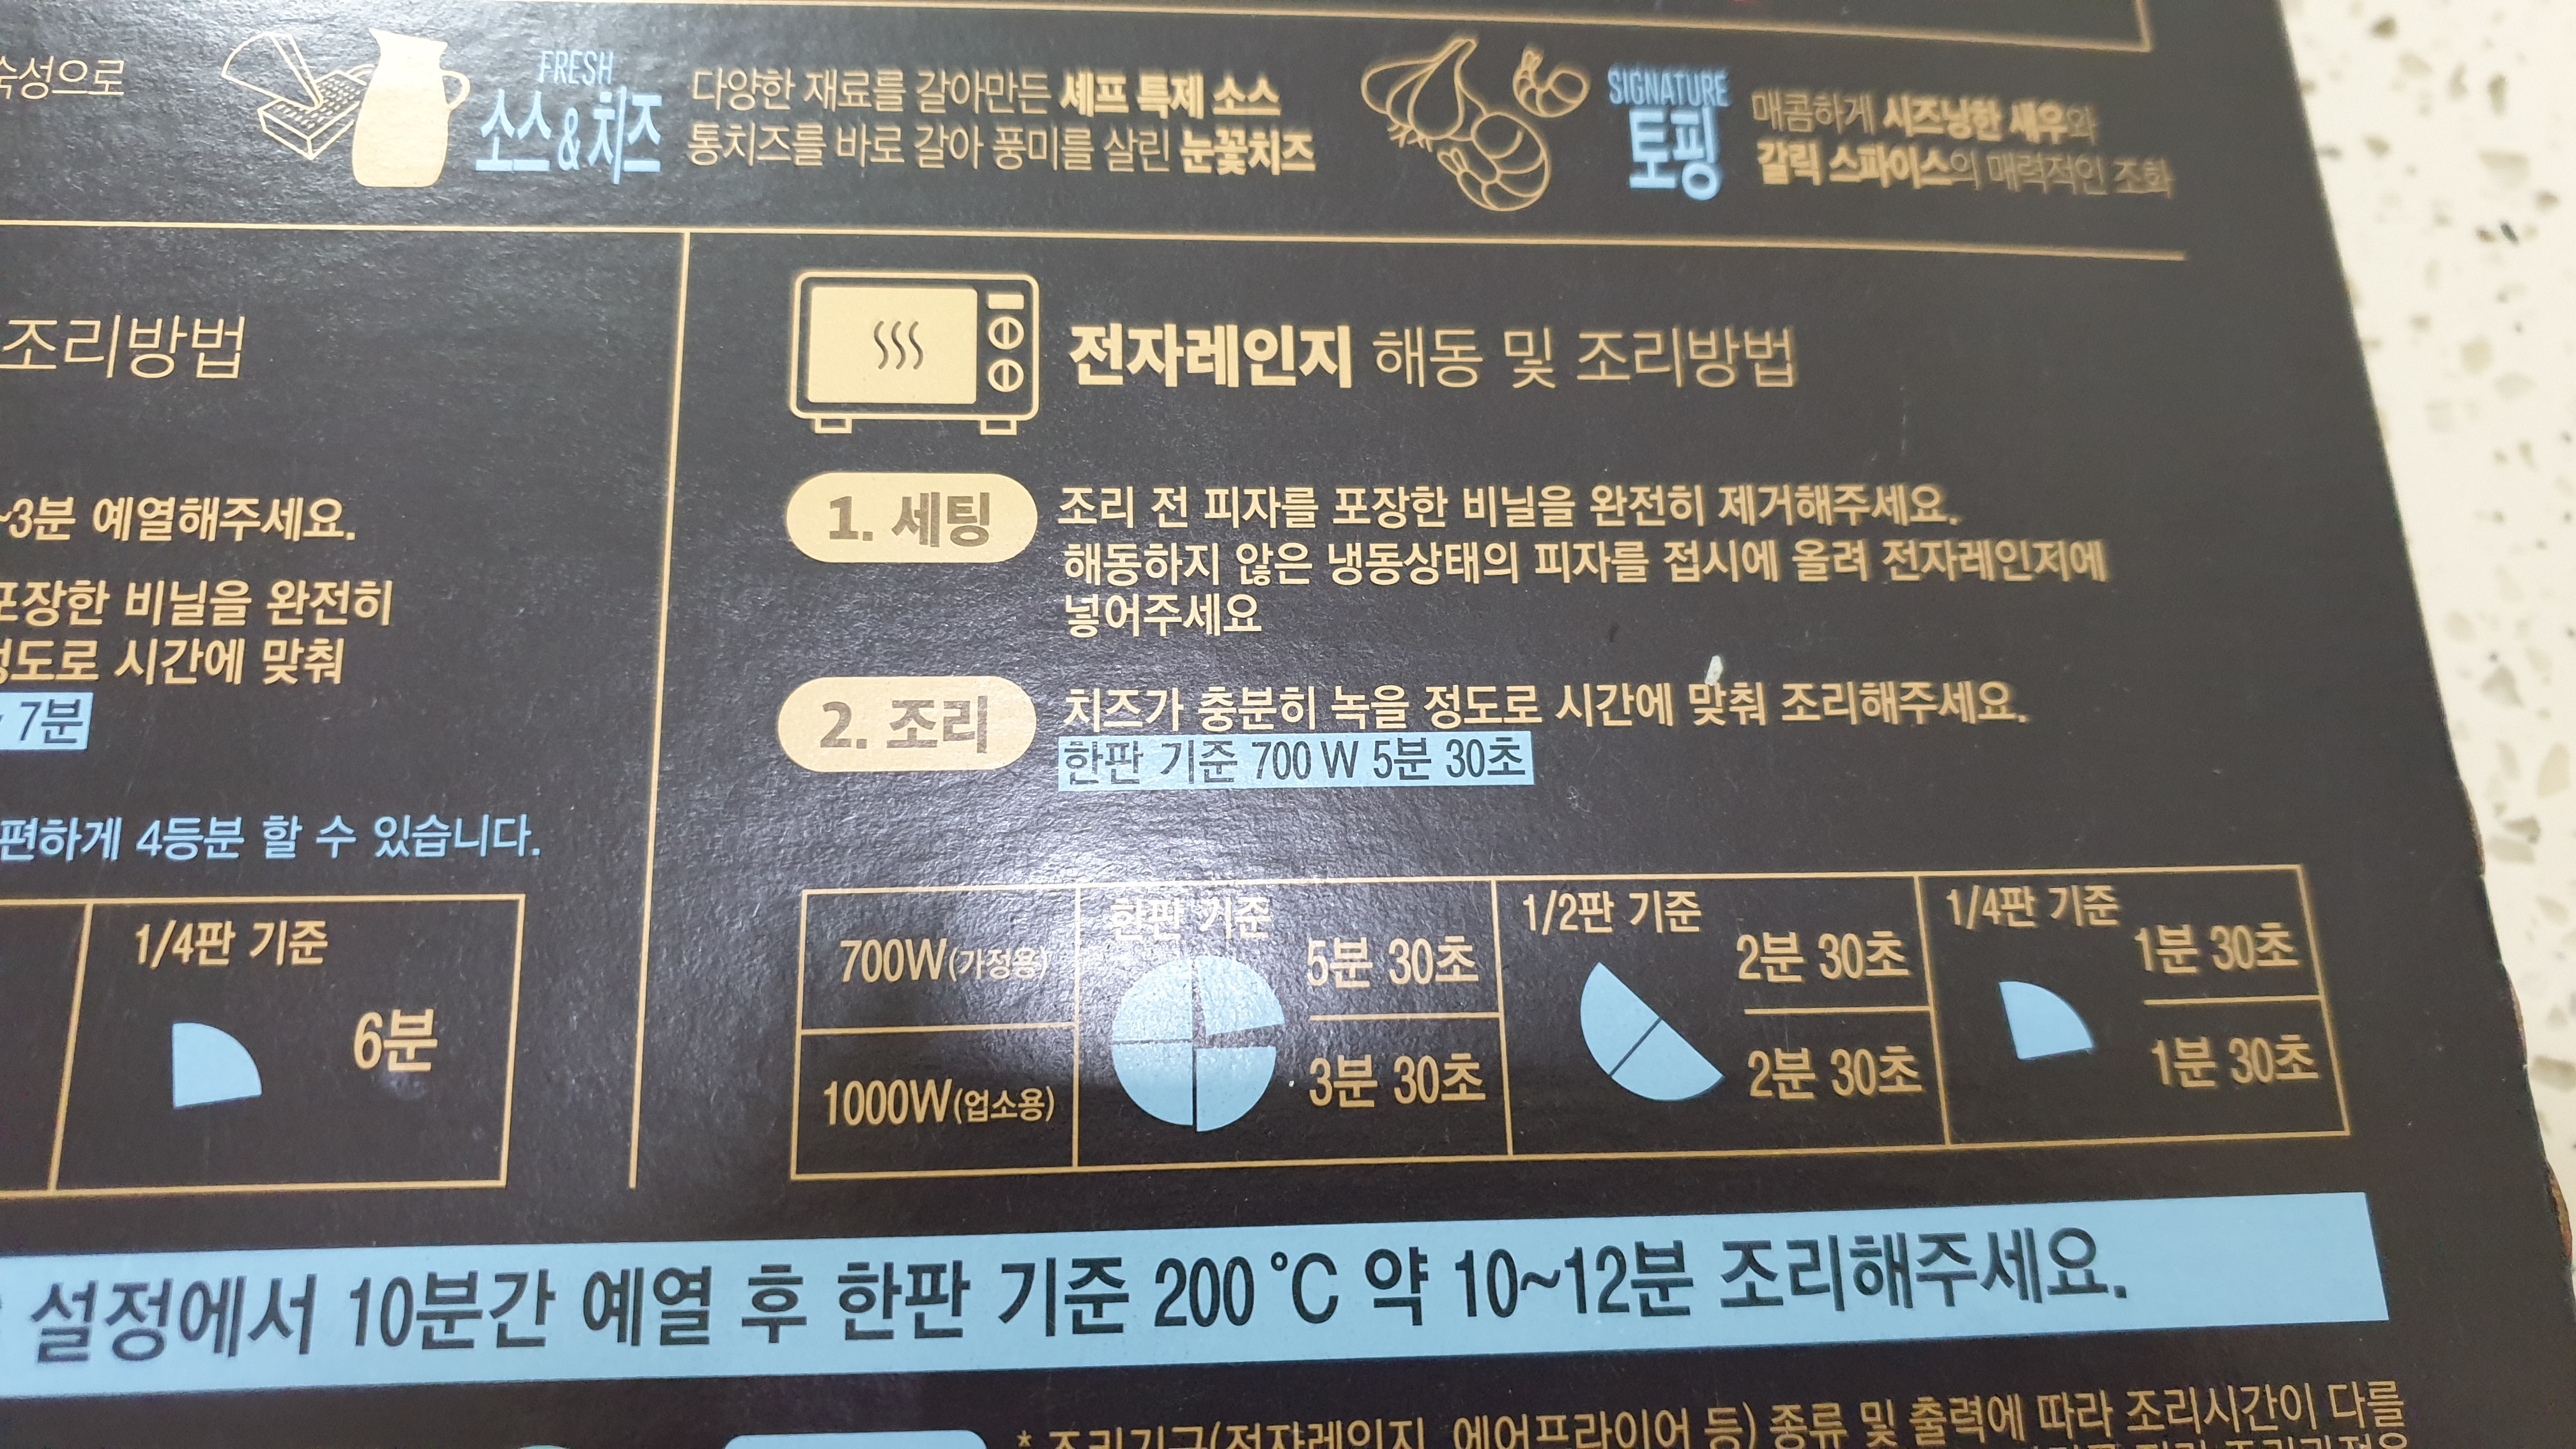 숙성으로
FRESH
소스&치즈
다양한 재료를 갈아만든 셰프 특제 소스
통치즈를 바로 갈아 풍미를 살린 눈꽃치즈
SIGNATURE
토핑
매콤하게 시즈닝한 새우와
갈릭 스파이스의 매력적인 조화
조리방법
~3분 예열해주세요.
포장한 비닐을 완전히
정도로 시간에 맞춰
7분
편하게 4등분 할 수 있습니다.
1/4판 기준
6분
전자레인지 해동 및 조리방법
1. 세팅
조리 전 피자를 포장한 비닐을 완전히 제거해주세요.
해동하지 않은 냉동상태의 피자를 접시에 올려 전자레인저에
넣어주세요
2. 조리
치즈가 충분히 녹을 정도로 시간에 맞춰 조리해주세요.
한판 기준 700 W 5분 30초
700W(가정용)
1000W(업소용)
한판 기준
5분 30초
3분 30초
1/2판 기준
2분 30초
2분 30초
1/4판 기준
1분 30초
1분 30초
설정에서 10분간 예열 후 한판 기준 200℃ 약 10~12분 조리해주세요.
* 조리기구(전자레인지, 에어프라이어 등) 종류 및 출력에 따라 조리시간이 다를